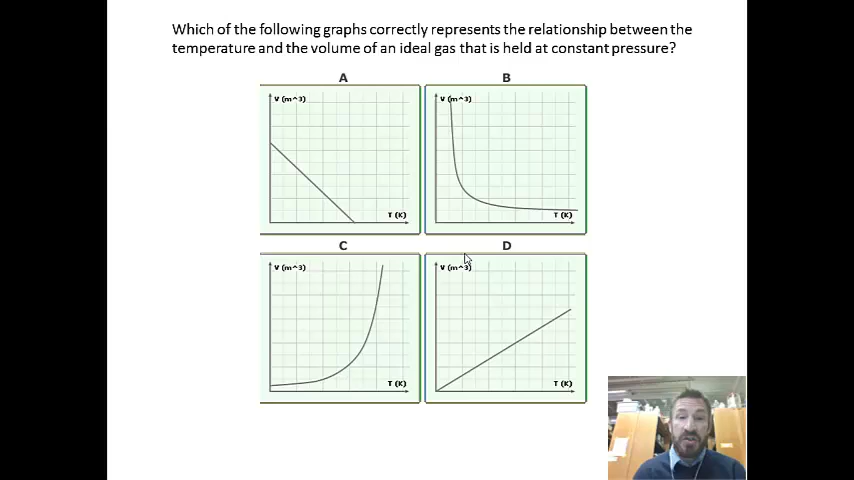 Which of the following graphs correctly represents the relationship between the
temperature and the volume of an ideal gas that is held at constant pressure?
A
B
V (m^3)
V (m^3)
T (K)
T (K)
C
D
V (m^3)
V (m^3)
T (K)
T (K)